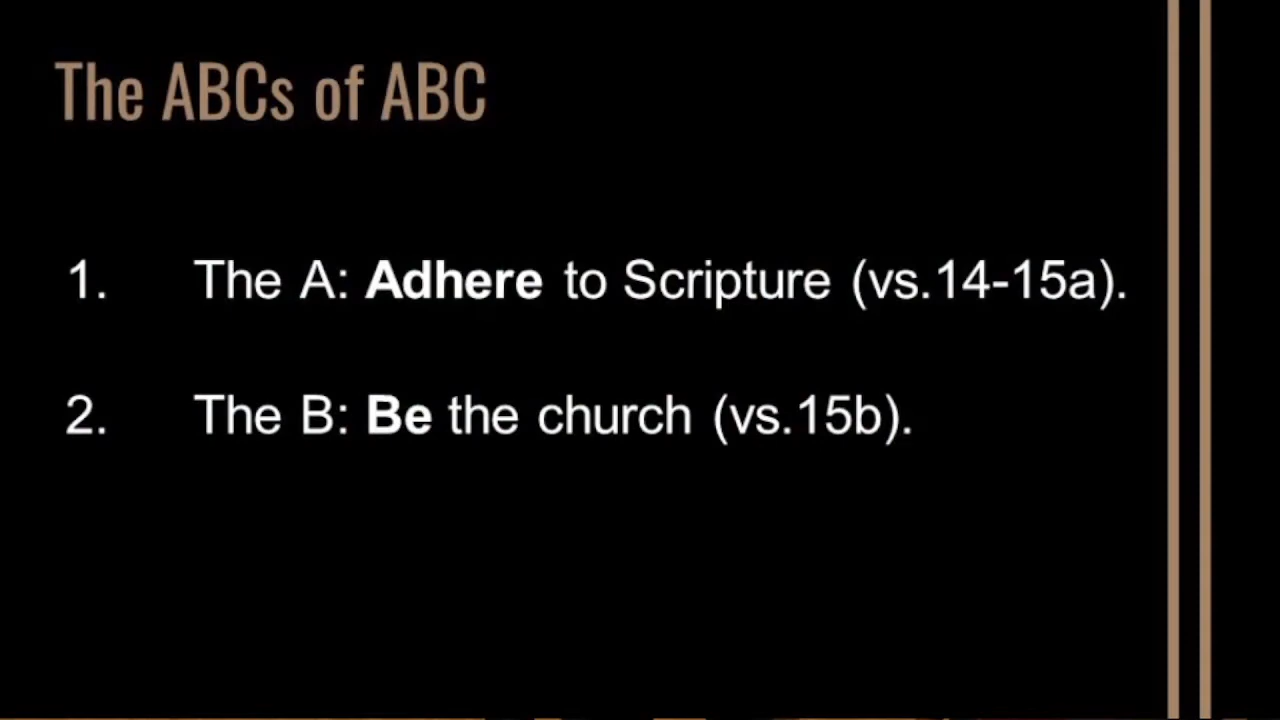 The ABCs of ABC
1. The A: Adhere to Scripture (vs.14-15a).
2. The B: Be the church (vs.15b).